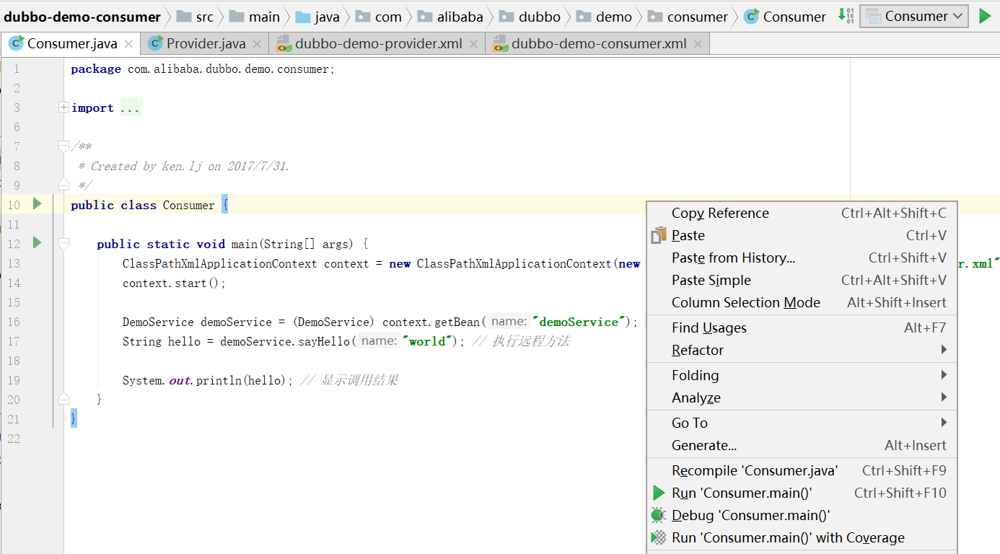 dubbo-demo-consumer src main java com alibaba dubbo demo consumer Consumer Consumer
Consumer.java Provider.java dubbo-demo-provider.xml dubbo-demo-consumer.xml
1 package com.alibaba.dubbo.demo.consumer;
2
3 import ...
6
7 /**
8 * Created by ken.lj on 2017/7/31.
9 */
10 public class Consumer {
11
12 public static void main(String[] args) {
13 ClassPathXmlApplicationContext context = new ClassPathXmlApplicationContext(new r.xml"
14 context.start();
15
16 DemoService demoService = (DemoService) context.getBean( name: "demoService");
17 String hello = demoService.sayHello( name: "world"); // 执行远程方法
18
19 System.out.println(hello); // 显示调用结果
20 }
21 }
22
Copy Reference Ctrl+Alt+Shift+C
Paste Ctrl+V
Paste from History... Ctrl+Shift+V
Paste Simple Ctrl+Alt+Shift+V
Column Selection Mode Alt+Shift+Insert
Find Usages Alt+F7
Refactor
Folding
Analyze
Go To
Generate... Alt+Insert
Recompile 'Consumer.java' Ctrl+Shift+F9
Run 'Consumer.main()' Ctrl+Shift+F10
Debug 'Consumer.main()'
Run 'Consumer.main()' with Coverage